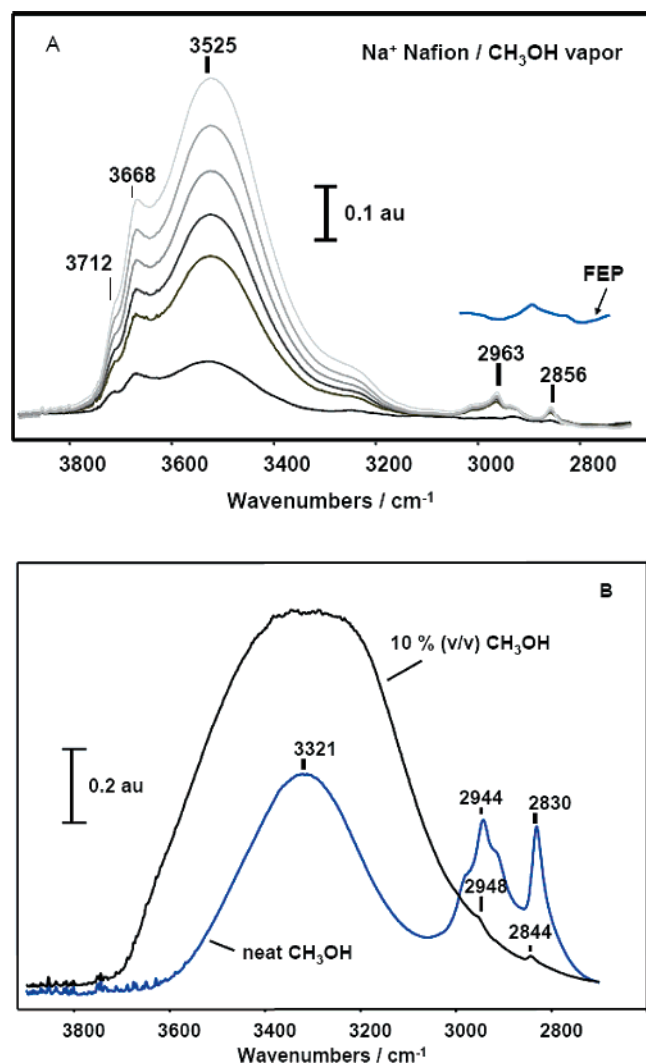 A
3525
Na⁺ Nafion / CH₃OH vapor
3668
0.1 au
3712
FEP
2963
2856
3800 3600 3400 3200 3000 2800
Wavenumbers / cm⁻¹
B
10 % (v/v) CH₃OH
3321
0.2 au
2944 2830
2948
2844
neat CH₃OH
3800 3600 3400 3200 3000 2800
Wavenumbers / cm⁻¹